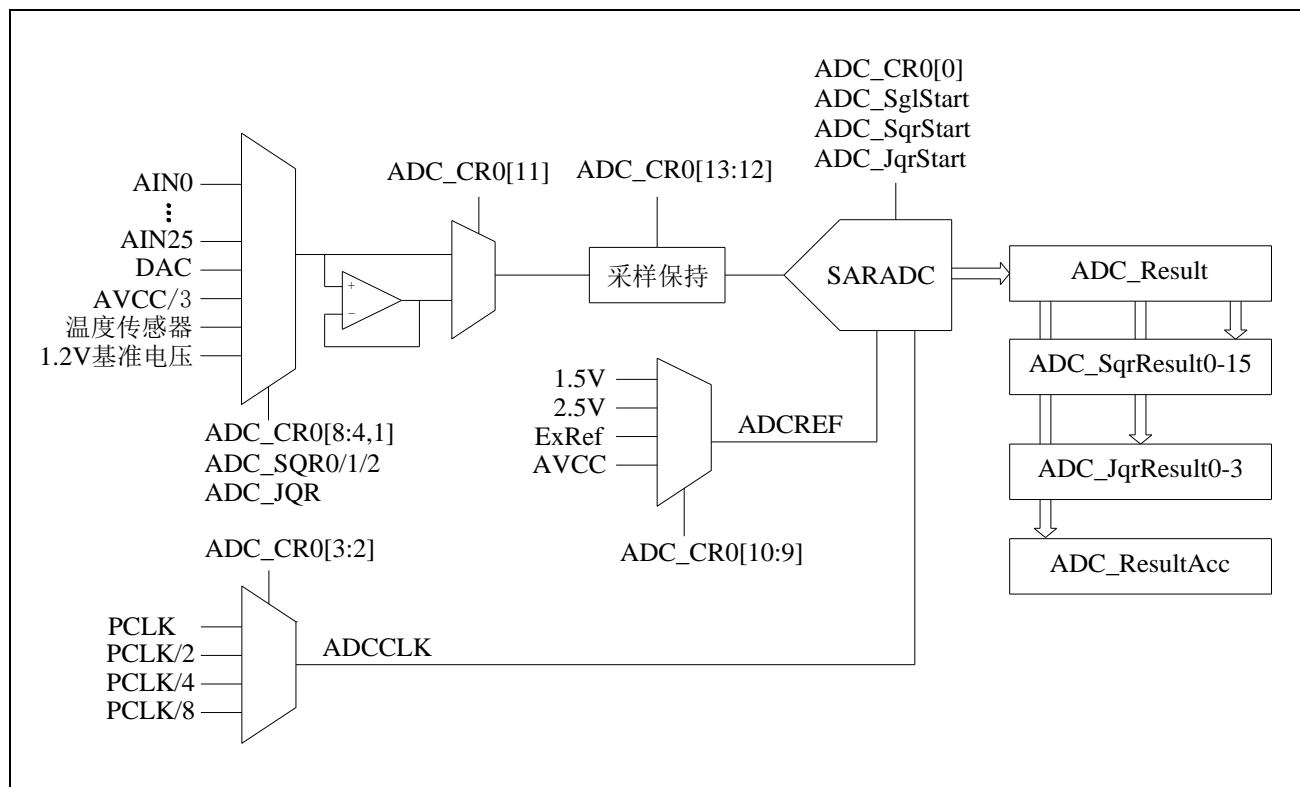 ADC_CR0[0]
ADC_SglStart
ADC_SqrStart
ADC_JqrStart
ADC_CR0[11]
ADC_CR0[13:12]
AIN0
AIN25
DAC
AVCC/3
温度传感器
1.2V基准电压
+
−
采样保持
SARADC
ADC_Result
ADC_SqrResult0-15
ADC_JqrResult0-3
ADC_ResultAcc
ADC_CR0[8:4,1]
ADC_SQR0/1/2
ADC_JQR
1.5V
2.5V
ExRef
AVCC
ADCREF
ADC_CR0[10:9]
ADC_CR0[3:2]
PCLK
PCLK/2
PCLK/4
PCLK/8
ADCCLK